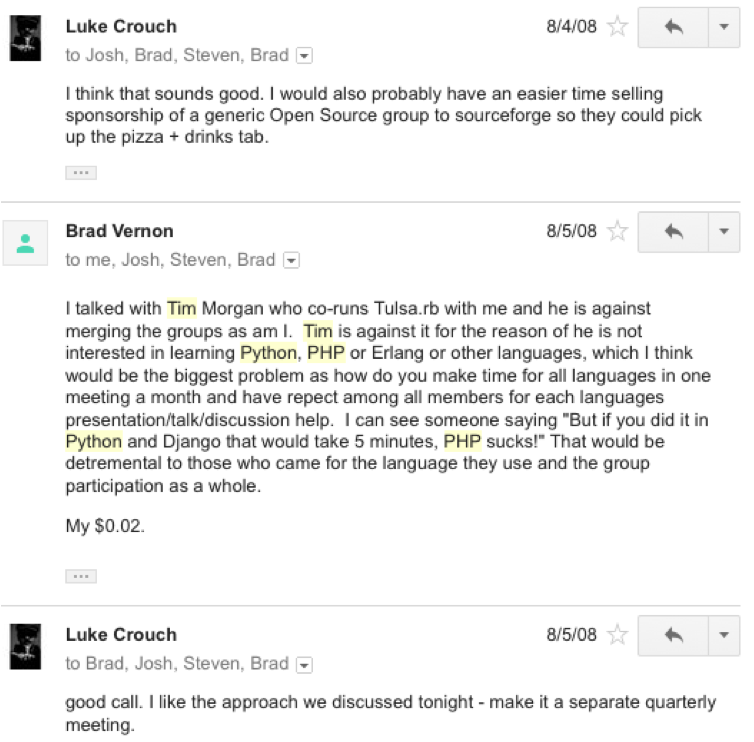 Luke Crouch 8/4/08
to Josh, Brad, Steven, Brad
I think that sounds good. I would also probably have an easier time selling
sponsorship of a generic Open Source group to sourceforge so they could pick
up the pizza + drinks tab.
...
Brad Vernon 8/5/08
to me, Josh, Steven, Brad
I talked with Tim Morgan who co-runs Tulsa.rb with me and he is against
merging the groups as am I.  Tim is against it for the reason of he is not
interested in learning Python, PHP or Erlang or other languages, which I think
would be the biggest problem as how do you make time for all languages in one
meeting a month and have repect among all members for each languages
presentation/talk/discussion help.  I can see someone saying "But if you did it in
Python and Django that would take 5 minutes, PHP sucks!" That would be
detremental to those who came for the language they use and the group
participation as a whole.
My $0.02.
...
Luke Crouch 8/5/08
to Brad, Josh, Steven, Brad
good call. I like the approach we discussed tonight - make it a separate quarterly
meeting.